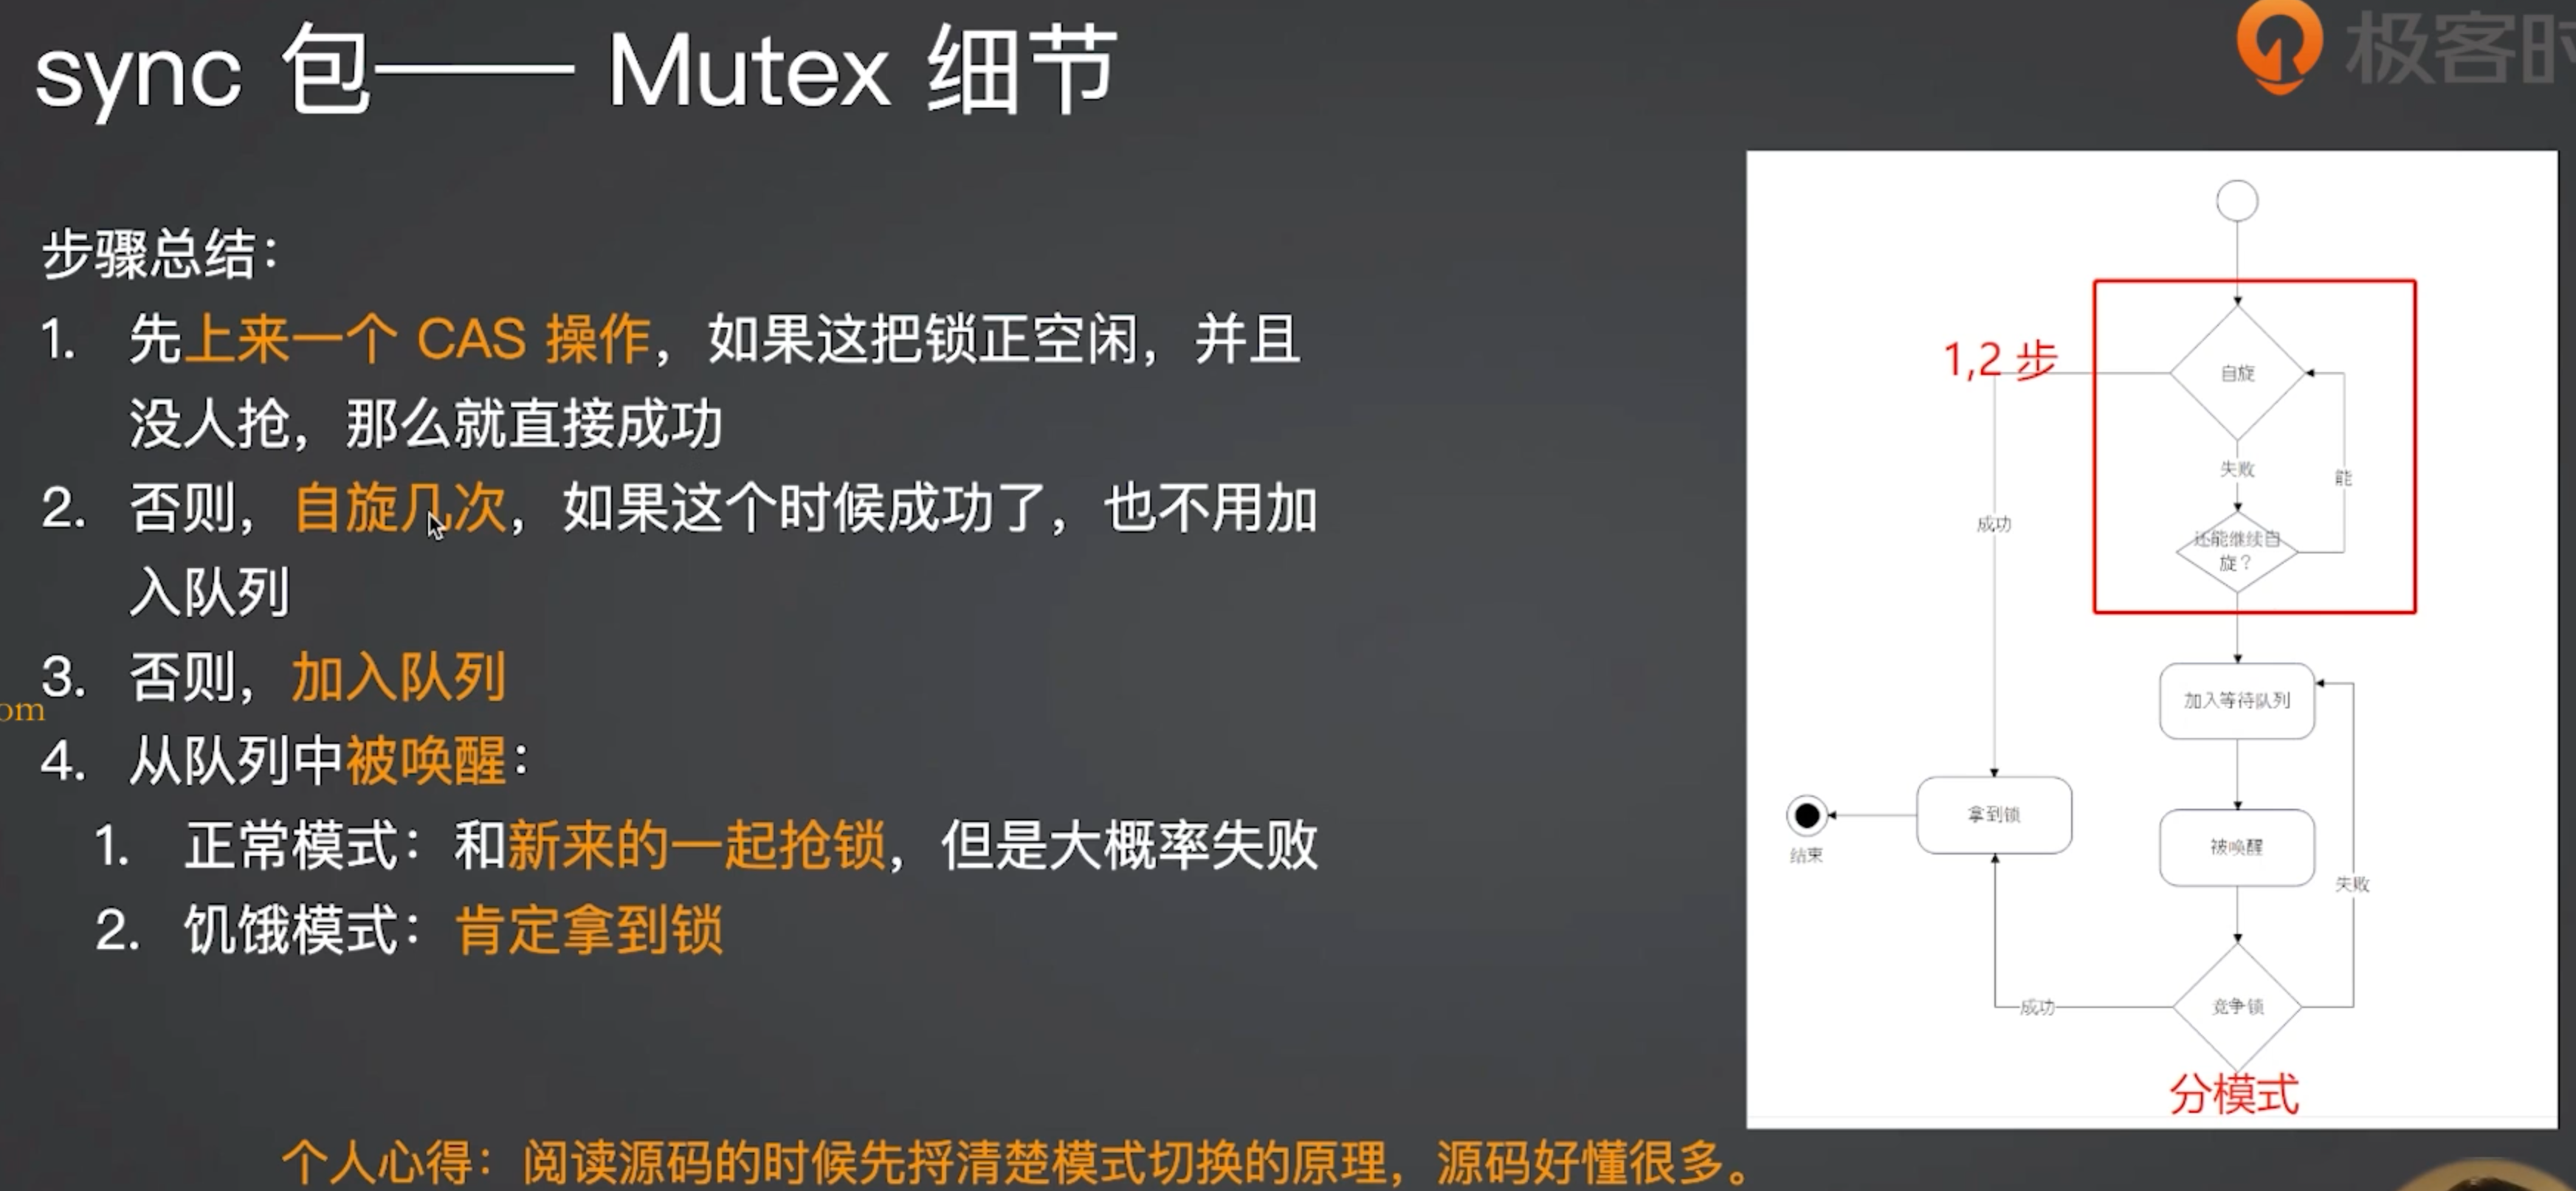 sync 包—— Mutex 细节
极客时
步骤总结：
1. 先上来一个 CAS 操作，如果这把锁正空闲，并且
没人抢，那么就直接成功
2. 否则，自旋几次，如果这个时候成功了，也不用加
入队列
3. 否则，加入队列
om
4. 从队列中被唤醒：
1. 正常模式：和新来的一起抢锁，但是大概率失败
2. 饥饿模式：肯定拿到锁
1,2 步
自旋
失败
能
成功
还能继续自
旋？
加入等待队列
拿到锁
结束
被唤醒
失败
竞争锁
成功
分模式
个人心得：阅读源码的时候先捋清楚模式切换的原理，源码好懂很多。